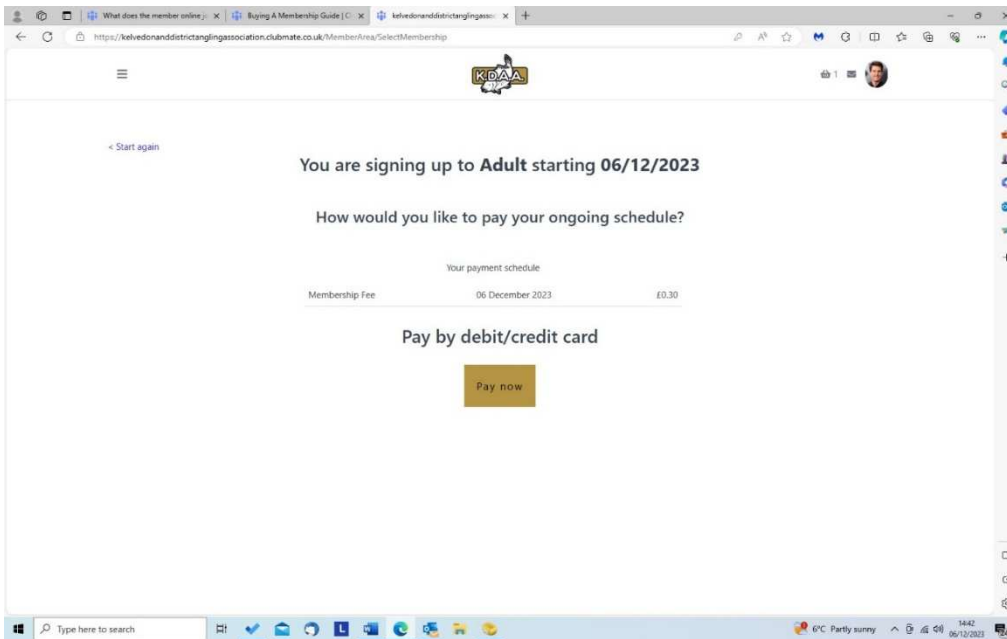 What does the member online jo
Buying A Membership Guide | C
kelvedonanddistrictanglingassoci
https://kelvedonanddistrictanglingassociation.clubmate.co.uk/MemberArea/SelectMembership
K.D.A.A.
1
< Start again
You are signing up to Adult starting 06/12/2023
How would you like to pay your ongoing schedule?
Your payment schedule
Membership Fee 06 December 2023 £0.30
Pay by debit/credit card
Pay now
Type here to search
L
6°C Partly sunny
14:42
06/12/2023